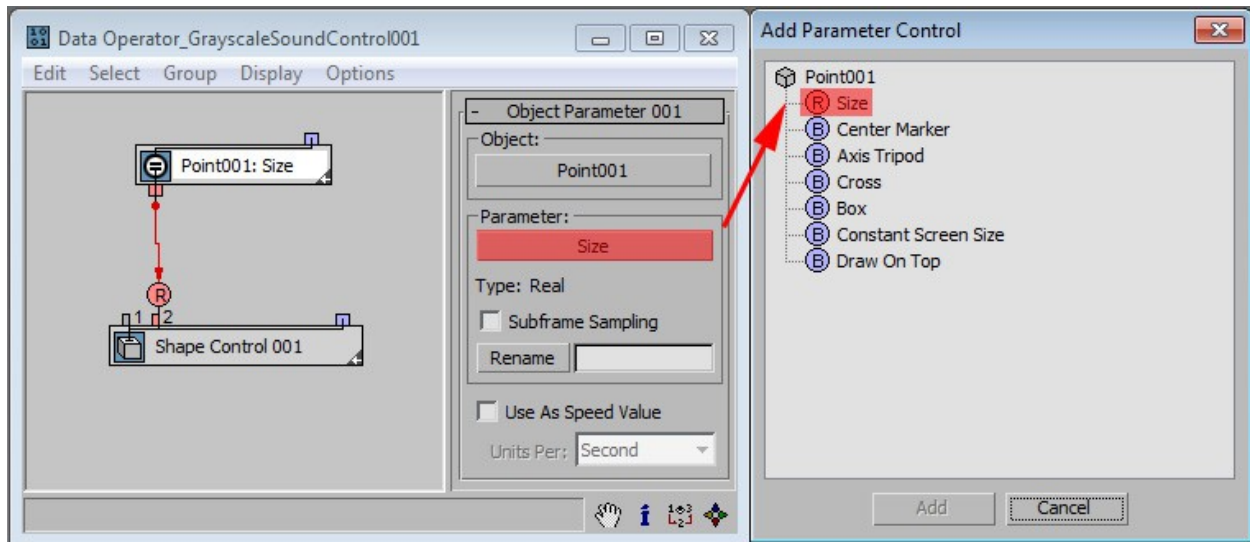 Data Operator_GrayscaleSoundControl001
Edit Select Group Display Options
Point001: Size
R
1 2
Shape Control 001
- Object Parameter 001
Object:
Point001
Parameter:
Size
Type: Real
Subframe Sampling
Rename
Use As Speed Value
Units Per: Second
Add Parameter Control
Point001
R Size
B Center Marker
B Axis Tripod
B Cross
B Box
B Constant Screen Size
B Draw On Top
Add Cancel